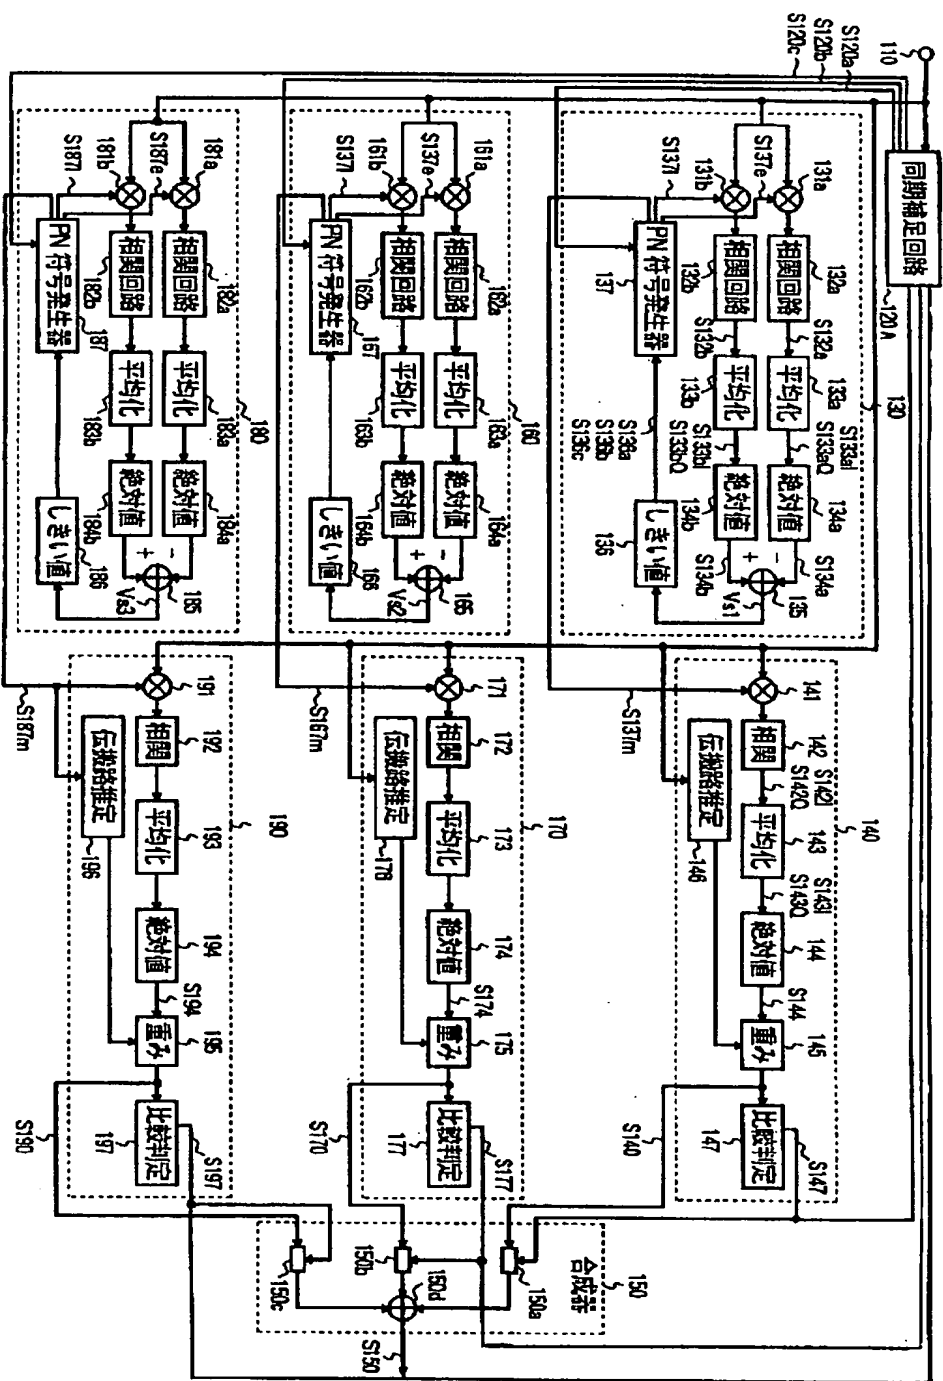 110
S120a
S120b
S120c
同期補足回路
120A
130
131a
131b
S137e
S137l
132a
相関回路
S132a
133a
平均化
S133aI
S133aQ
134a
絶対値
S134a
132b
相関回路
S132b
133b
平均化
S133bI
S133bQ
134b
絶対値
S134b
−
+
135
Vs1
PN符号発生器
137
S136a
S136b
S136c
しきい値
136
160
161a
161b
S137e
S137l
162a
相関回路
163a
平均化
164a
絶対値
162b
相関回路
163b
平均化
164b
絶対値
−
+
165
Vs2
PN符号発生器
167
しきい値
166
180
181a
181b
S187e
S187l
182a
相関回路
183a
平均化
184a
絶対値
182b
相関回路
183b
平均化
184b
絶対値
−
+
185
Vs3
PN符号発生器
187
しきい値
186
140
141
S137m
142
相関
S142I
S142Q
143
平均化
S143I
S143Q
144
絶対値
S144
145
重み
伝搬路推定
146
比較判定
147
S147
S140
170
171
S167m
172
相関
173
平均化
174
絶対値
S174
175
重み
伝搬路推定
176
比較判定
177
S177
S170
190
191
S187m
192
相関
193
平均化
194
絶対値
S194
195
重み
伝搬路推定
196
比較判定
197
S197
S190
150
合成器
150a
150b
150c
150d
S150